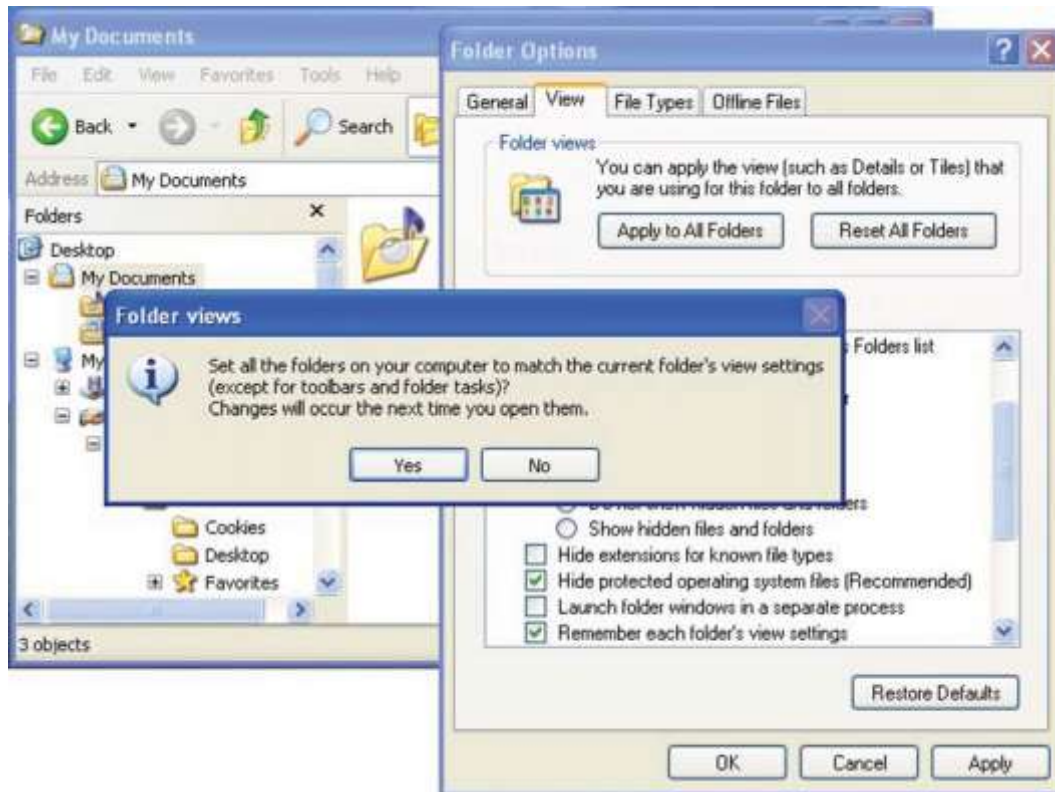 My Documents
File Edit View Favorites Tools Help
Back Search
Address My Documents
Folders
Desktop
My Documents
My
Cookies
Desktop
Favorites
3 objects
Folder Options
General View File Types Offline Files
Folder views
You can apply the view (such as Details or Tiles) that
you are using for this folder to all folders.
Apply to All Folders Reset All Folders
Folders list
Folder views
Set all the folders on your computer to match the current folder's view settings
(except for toolbars and folder tasks)?
Changes will occur the next time you open them.
Yes No
Show hidden files and folders
Hide extensions for known file types
Hide protected operating system files (Recommended)
Launch folder windows in a separate process
Remember each folder's view settings
Restore Defaults
OK Cancel Apply